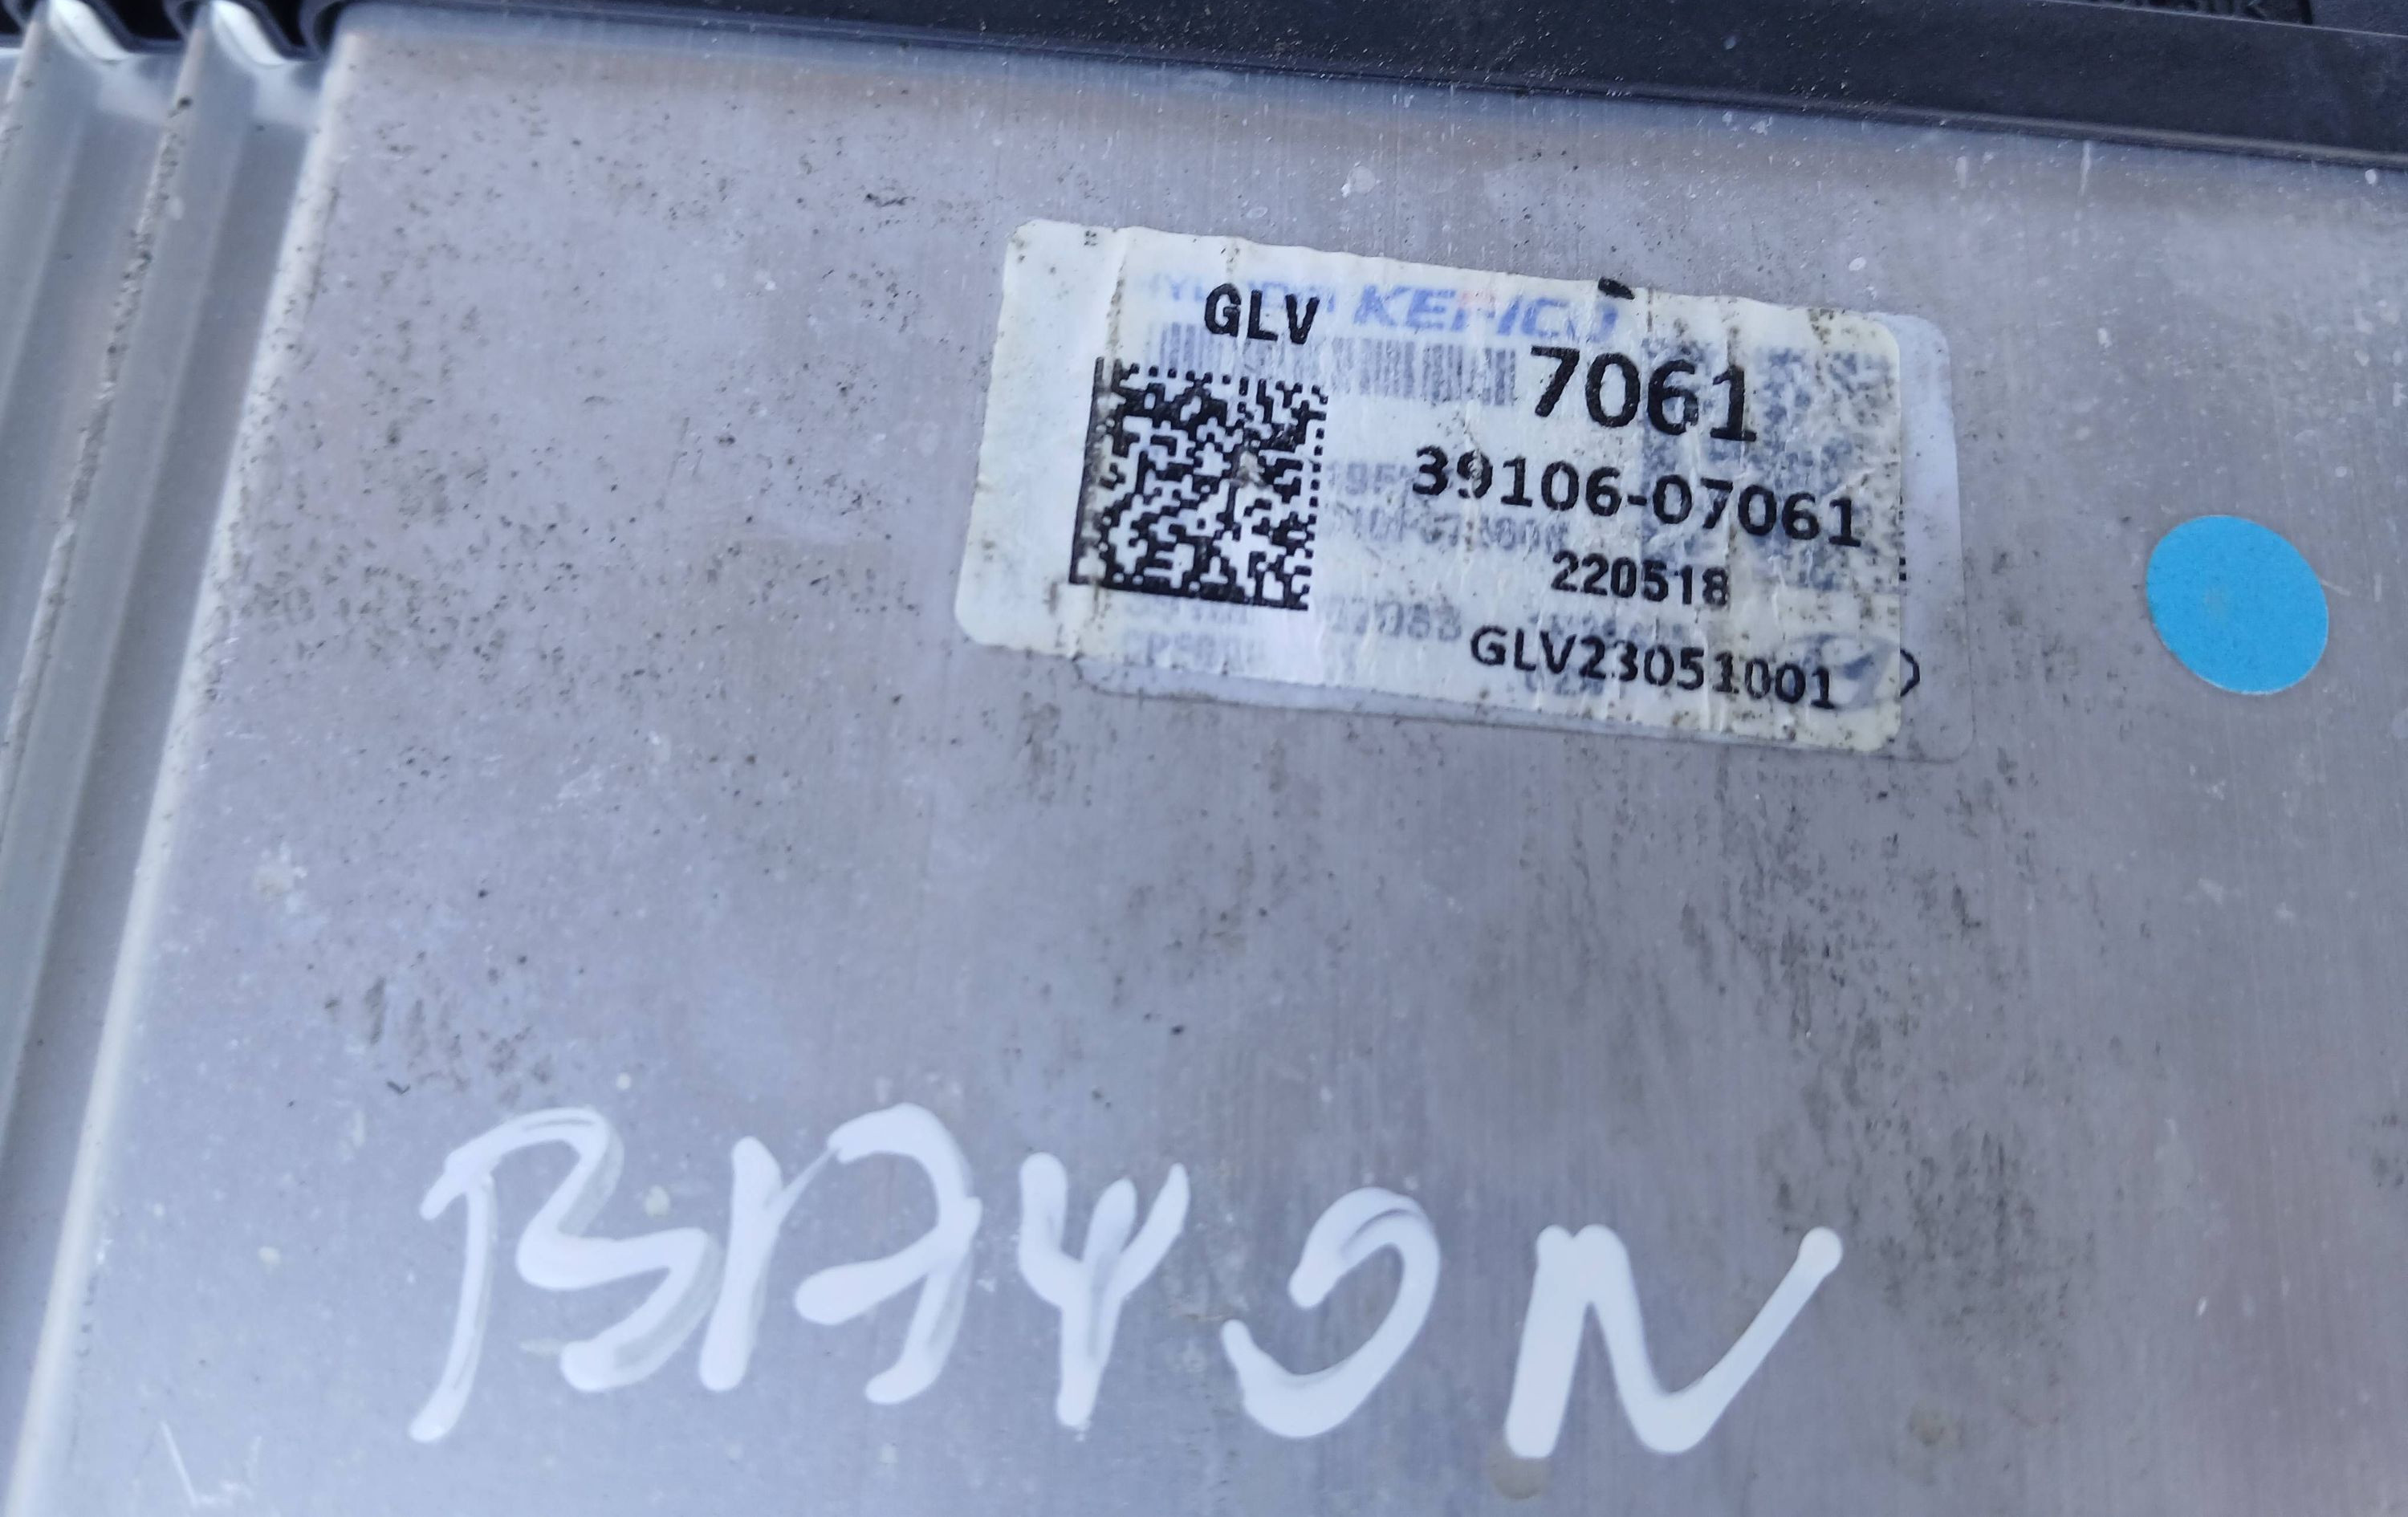 GLV KEFICO
7061
39106-07061
220518
GLV23051001
BAYON